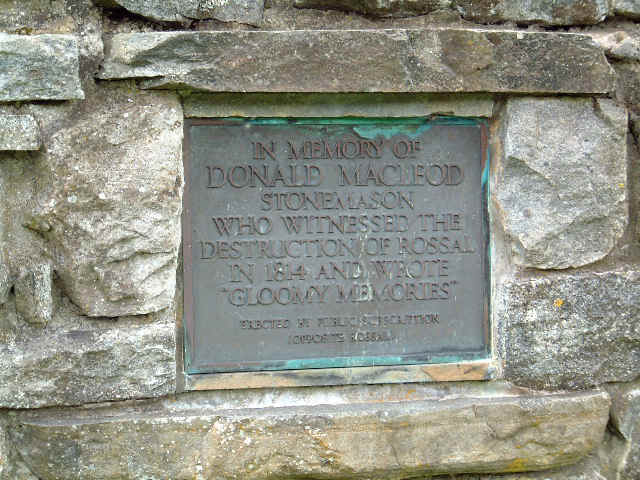 IN MEMORY OF
DONALD MACLEOD
STONEMASON
WHO WITNESSED THE
DESTRUCTION OF ROSSAL
IN 1814 AND WROTE
"GLOOMY MEMORIES"
ERECTED BY PUBLIC SUBSCRIPTION
(OPPOSITE ROSSAL)